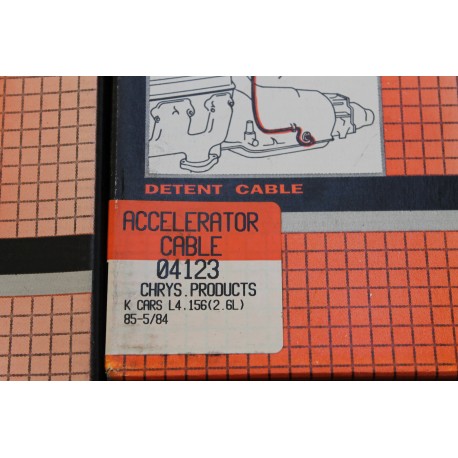 DETENT CABLE
ACCELERATOR
CABLE
04123
CHRYS.PRODUCTS
K CARS L4.156(2.6L)
85-5/84